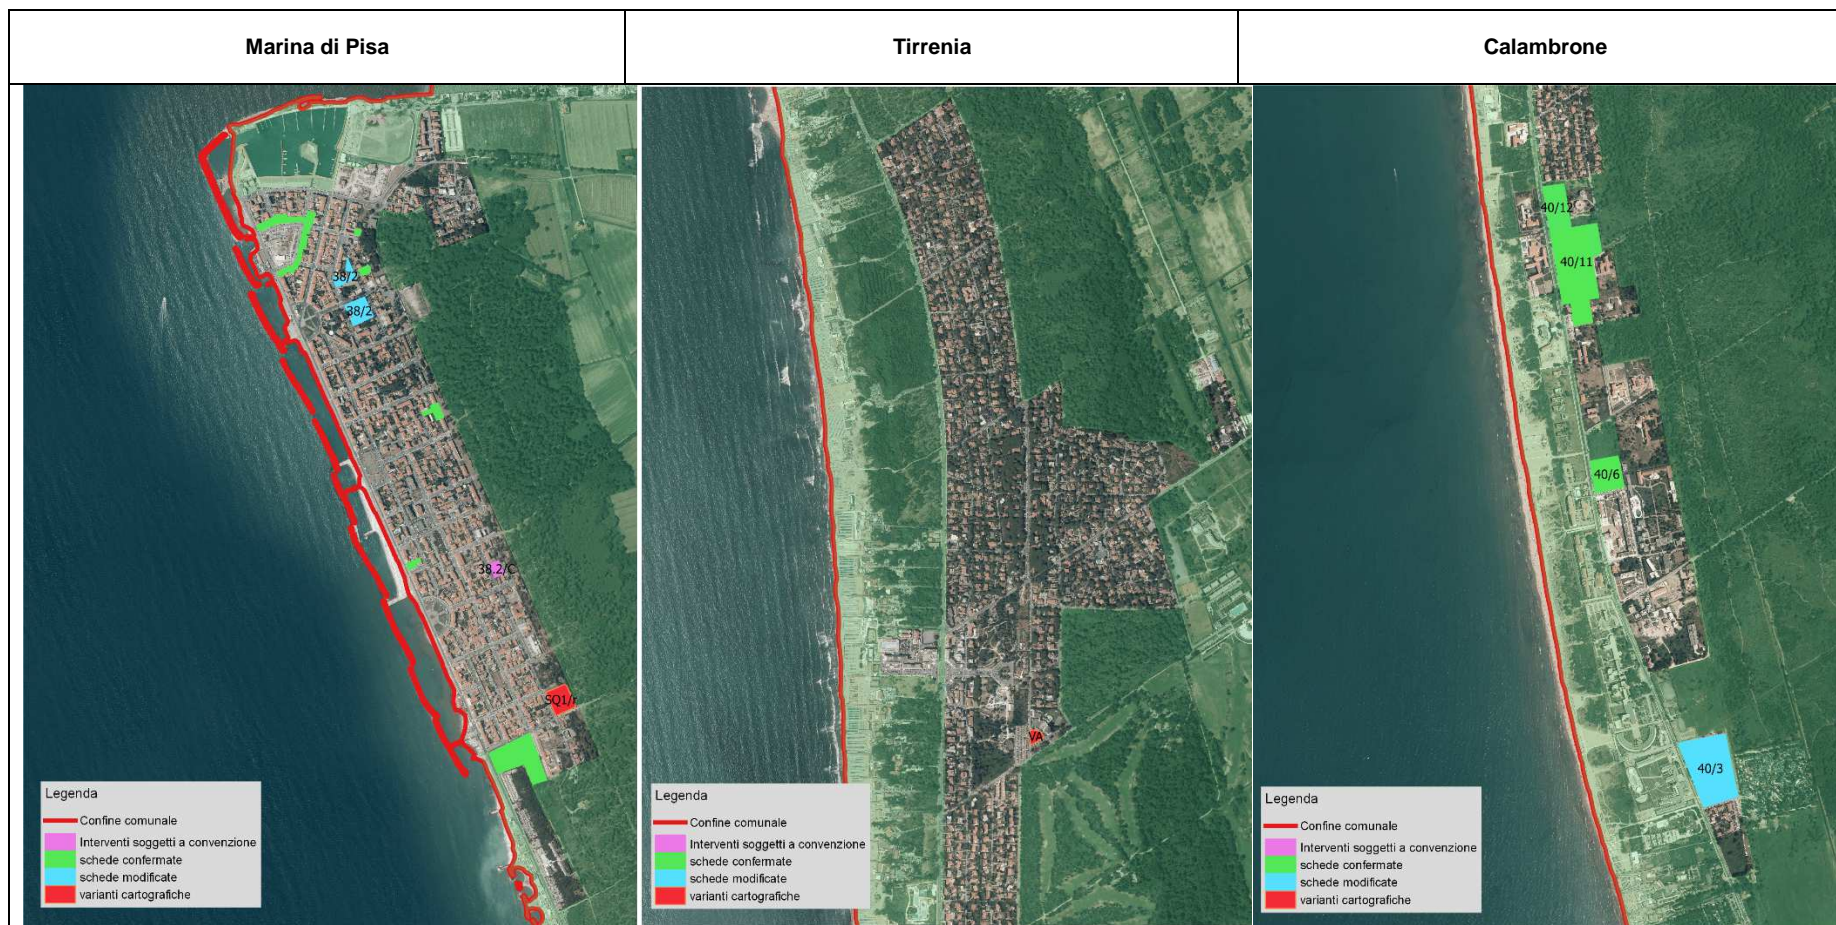 Marina di Pisa
Tirrenia
Calambrone
38/2
38/2
38.2/C
SQ1/r
Legenda
Confine comunale
Interventi soggetti a convenzione
schede confermate
schede modificate
varianti cartografiche
VA
Legenda
Confine comunale
Interventi soggetti a convenzione
schede confermate
schede modificate
varianti cartografiche
40/12
40/11
40/6
40/3
Legenda
Confine comunale
Interventi soggetti a convenzione
schede confermate
schede modificate
varianti cartografiche